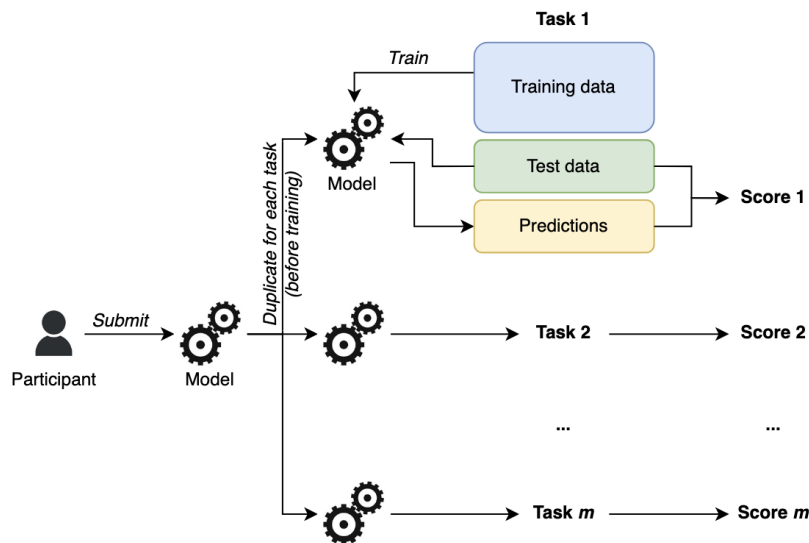 Task 1
Train
Training data
Model
Test data
Predictions
Score 1
Duplicate for each task
(before training)
Submit
Participant
Model
Task 2
Score 2
...
...
Task m
Score m